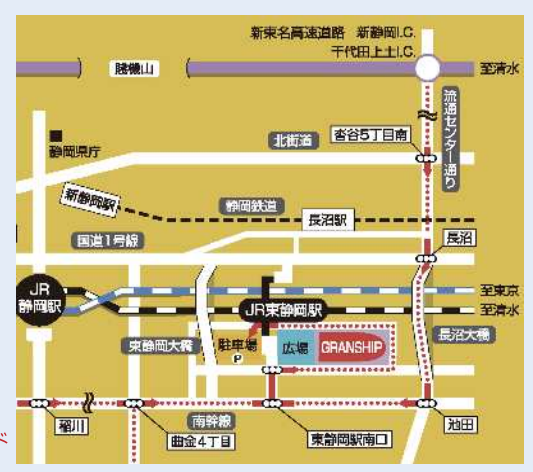 新東名高速道路 新静岡I.C.
千代田上土I.C.
賤機山
至清水
流通センター通り
静岡県庁
北街道
沓谷5丁目南
新静岡駅
静岡鉄道
長沼駅
国道1号線
長沼
JR
静岡駅
至東京
JR東静岡駅
至清水
東静岡大橋
駐車場
P
広場
GRANSHIP
長沼大橋
稲川
南幹線
曲金4丁目
東静岡駅南口
池田
ド